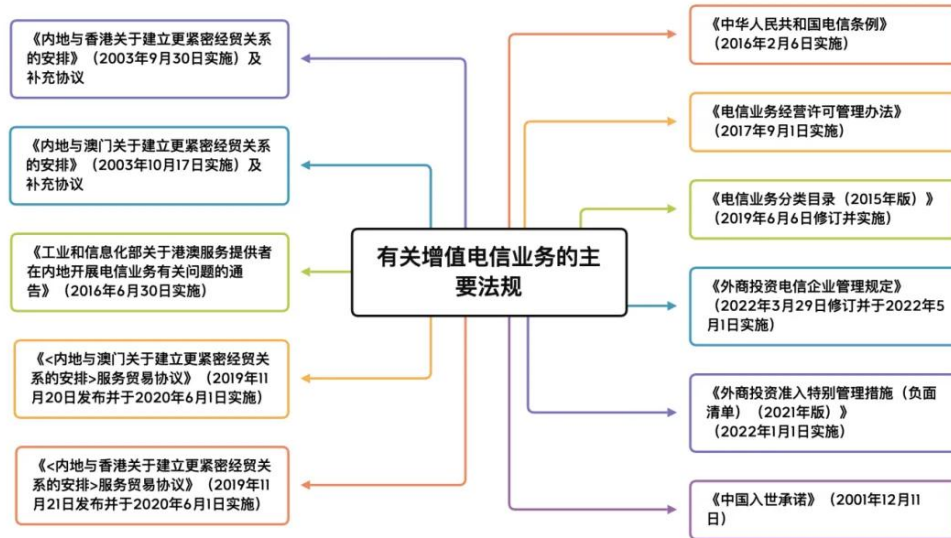 《内地与香港关于建立更紧密经贸关系
的安排》（2003年9月30日实施）及
补充协议
《内地与澳门关于建立更紧密经贸关系
的安排》（2003年10月17日实施）及
补充协议
《工业和信息化部关于港澳服务提供者
在内地开展电信业务有关问题的通
告》（2016年6月30日实施）
《<内地与澳门关于建立更紧密经贸关
系的安排>服务贸易协议》（2019年11
月20日发布并于2020年6月1日实施）
《<内地与香港关于建立更紧密经贸关
系的安排>服务贸易协议》（2019年11
月21日发布并于2020年6月1日实施）
有关增值电信业务的主
要法规
《中华人民共和国电信条例》
（2016年2月6日实施）
《电信业务经营许可管理办法》
（2017年9月1日实施）
《电信业务分类目录（2015年版）》
（2019年6月6日修订并实施）
《外商投资电信企业管理规定》
（2022年3月29日修订并于2022年5
月1日实施）
《外商投资准入特别管理措施（负面
清单）（2021年版）》
（2022年1月1日实施）
《中国入世承诺》（2001年12月11
日）